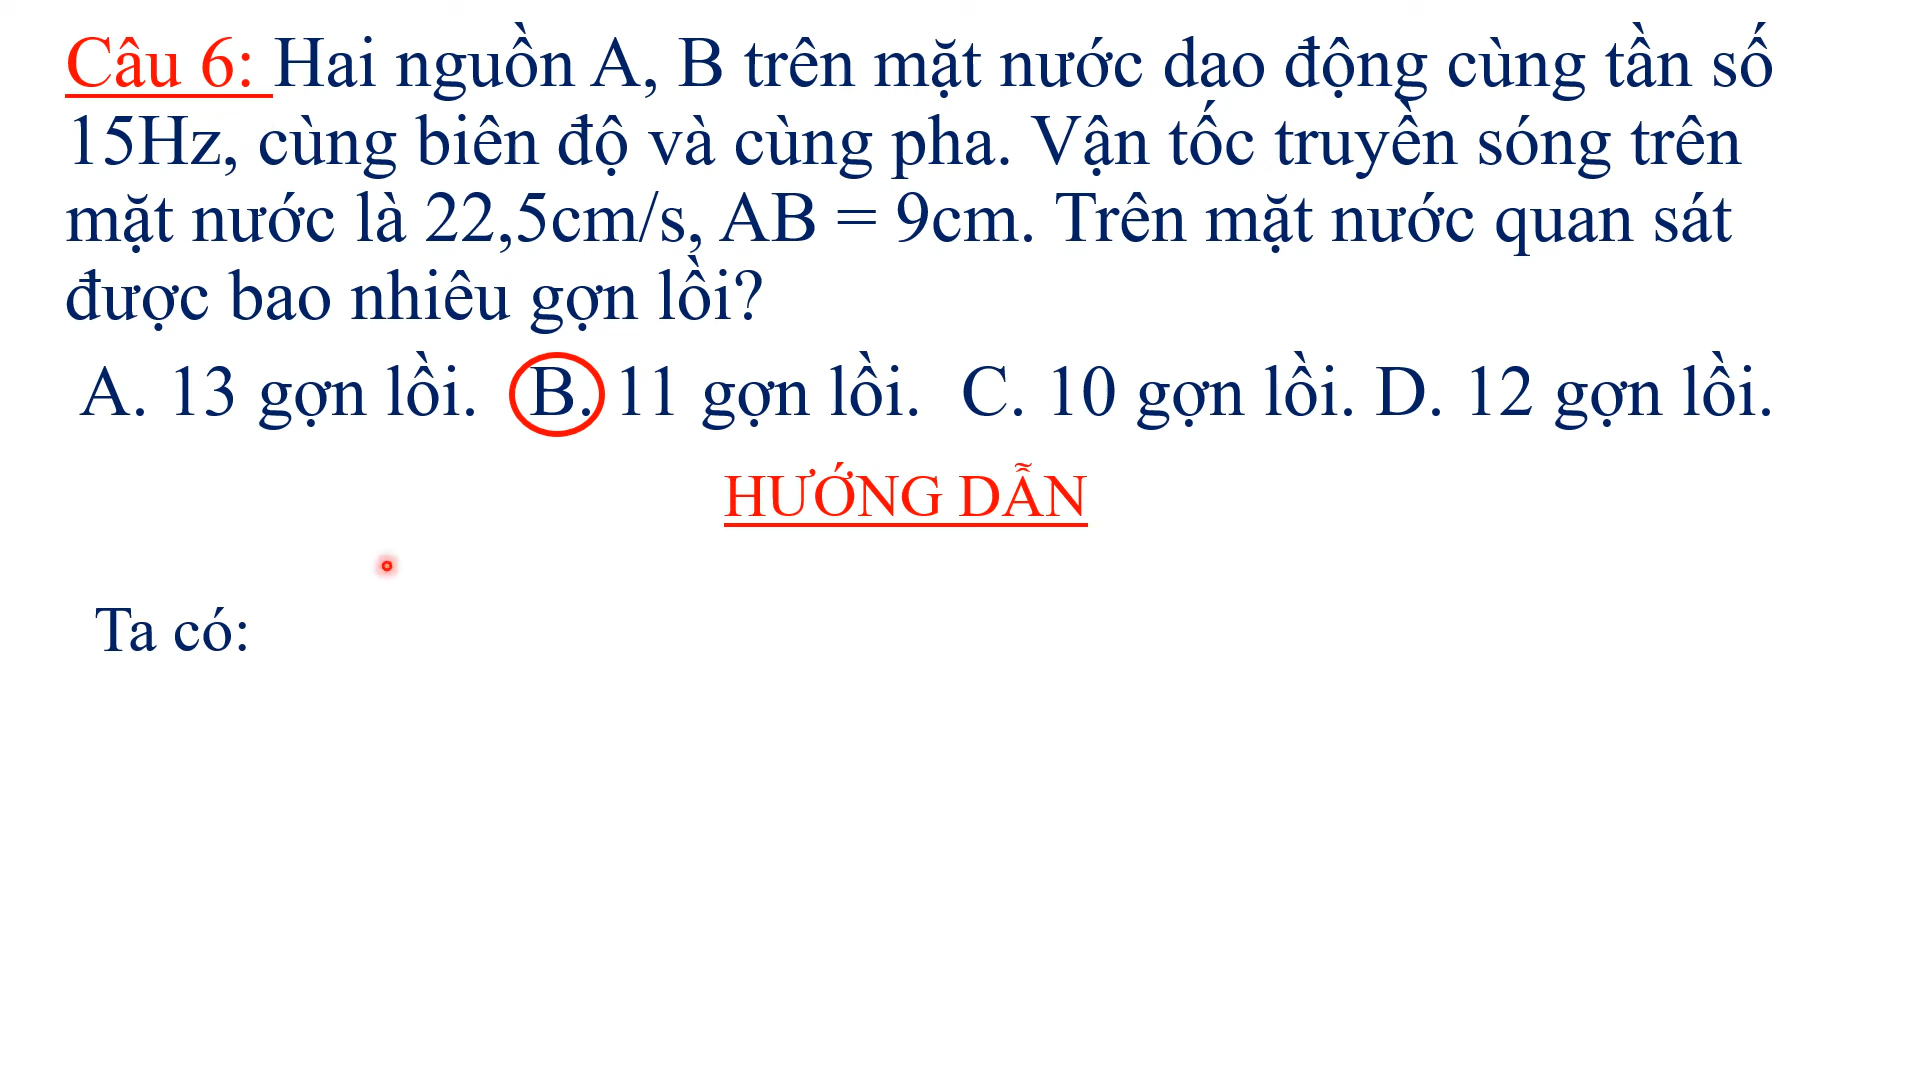 Câu 6: Hai nguồn A, B trên mặt nước dao động cùng tần số
15Hz, cùng biên độ và cùng pha. Vận tốc truyền sóng trên
mặt nước là 22,5cm/s, AB = 9cm. Trên mặt nước quan sát
được bao nhiêu gợn lồi?
A. 13 gợn lồi. B. 11 gợn lồi. C. 10 gợn lồi. D. 12 gợn lồi.
HƯỚNG DẪN
Ta có: